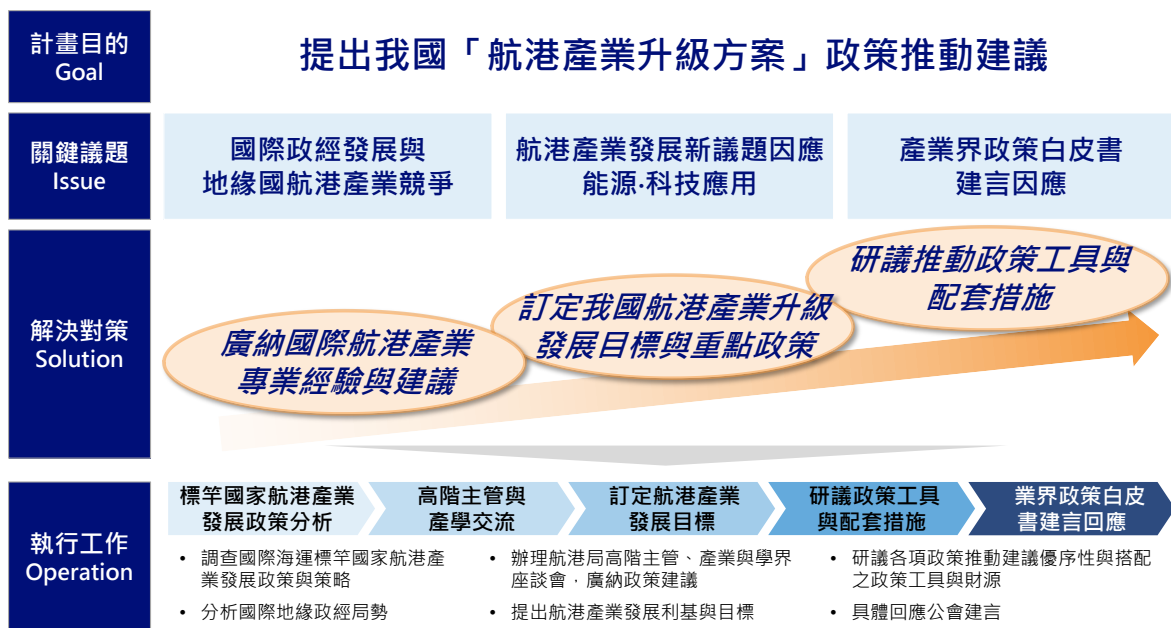 計畫目的
Goal
提出我國「航港產業升級方案」政策推動建議
關鍵議題
Issue
國際政經發展與
地緣國航港產業競爭
航港產業發展新議題因應
能源·科技應用
產業界政策白皮書
建言因應
解決對策
Solution
廣納國際航港產業
專業經驗與建議
訂定我國航港產業升級
發展目標與重點政策
研議推動政策工具與
配套措施
執行工作
Operation
標竿國家航港產業
發展政策分析
高階主管與
產學交流
訂定航港產業
發展目標
研議政策工具
與配套措施
業界政策白皮
書建言回應
• 調查國際海運標竿國家航港產
業發展政策與策略
• 分析國際地緣政經局勢
• 辦理航港局高階主管、產業與學界
座談會，廣納政策建議
• 提出航港產業發展利基與目標
• 研議各項政策推動建議優序性與搭配
之政策工具與財源
• 具體回應公會建言